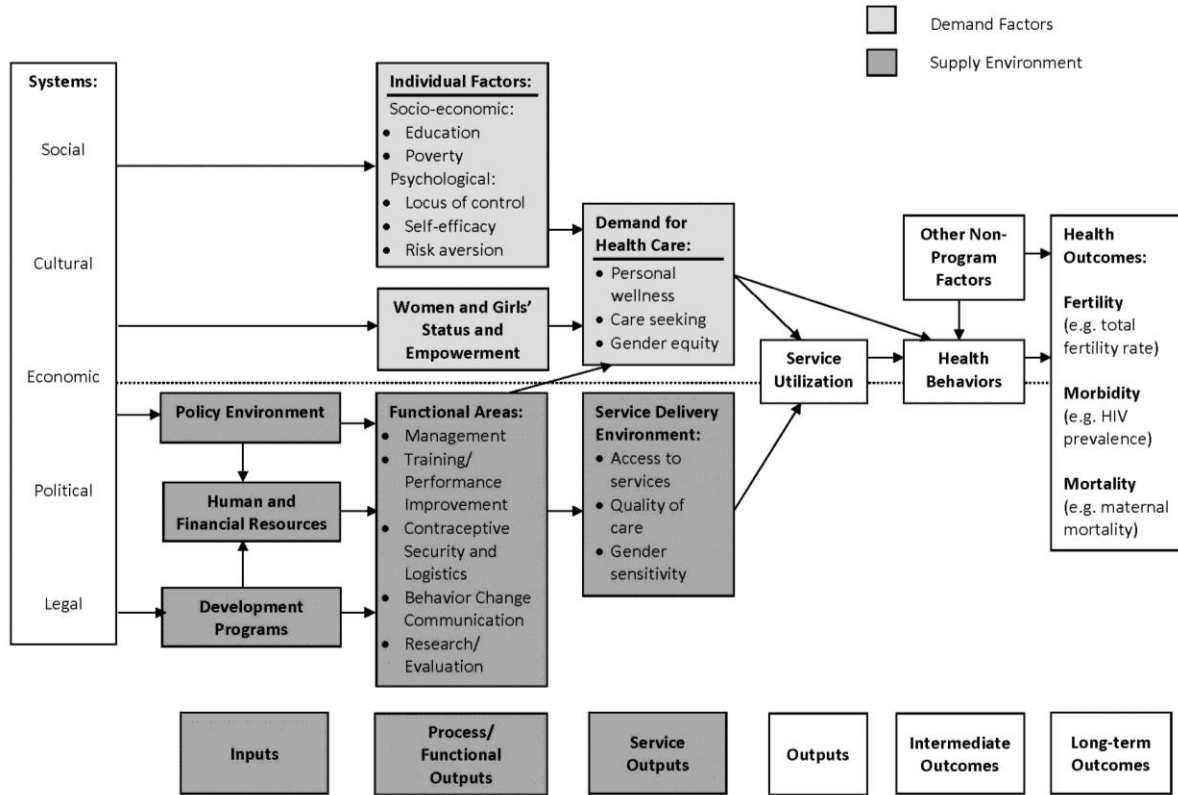 Demand Factors
Supply Environment
Systems:
Social
Cultural
Economic
Political
Legal
Individual Factors:
Socio-economic:
• Education
• Poverty
Psychological:
• Locus of control
• Self-efficacy
• Risk aversion
Women and Girls'
Status and
Empowerment
Demand for
Health Care:
• Personal
wellness
• Care seeking
• Gender equity
Policy Environment
Human and
Financial Resources
Development
Programs
Functional Areas:
• Management
• Training/
Performance
Improvement
• Contraceptive
Security and
Logistics
• Behavior Change
Communication
• Research/
Evaluation
Service Delivery
Environment:
• Access to
services
• Quality of
care
• Gender
sensitivity
Service
Utilization
Other Non-
Program
Factors
Health
Behaviors
Health
Outcomes:
Fertility
(e.g. total
fertility rate)
Morbidity
(e.g. HIV
prevalence)
Mortality
(e.g. maternal
mortality)
Inputs
Process/
Functional
Outputs
Service
Outputs
Outputs
Intermediate
Outcomes
Long-term
Outcomes